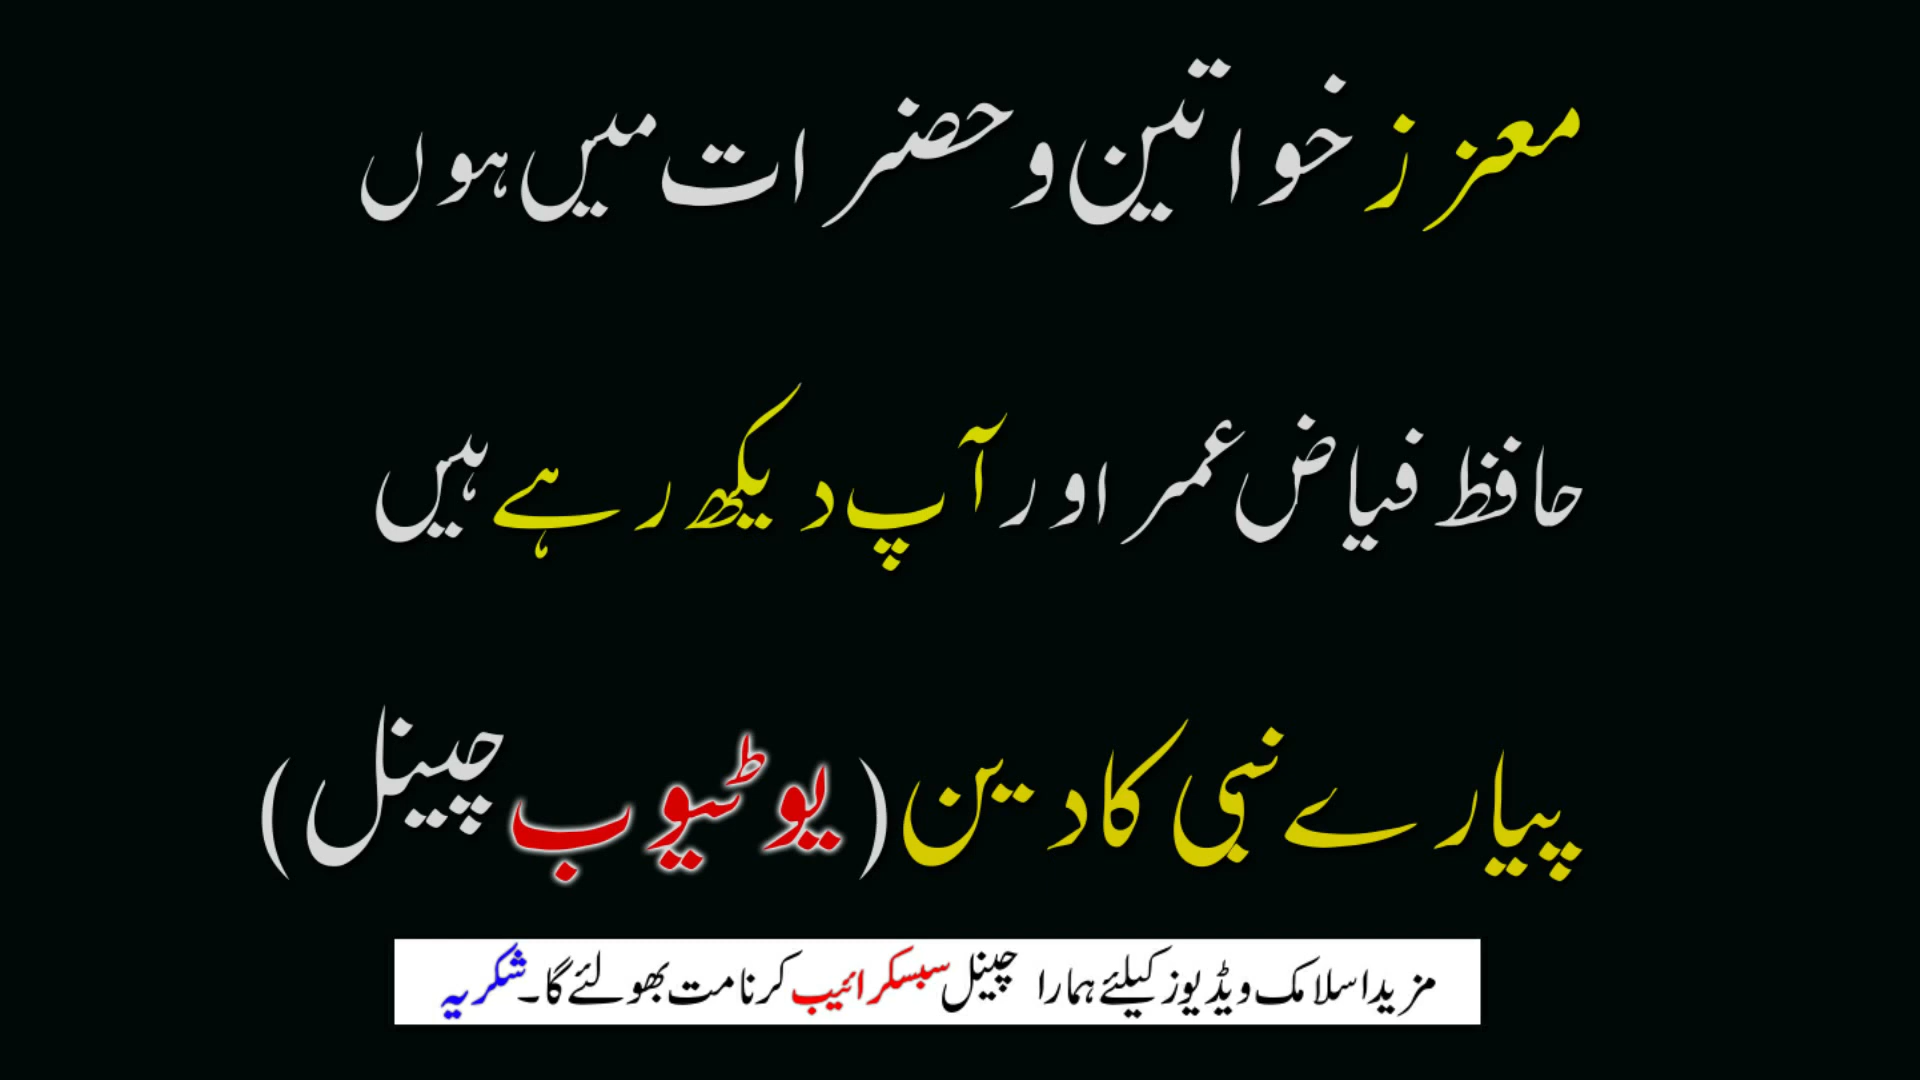 معزز خواتین و حضرات میں ہوں
حافظ فیاض عمر اور آپ دیکھ رہے ہیں
پیارے نبی کا دین (یوٹیوب چینل)
مزید اسلامک ویڈیوز کیلئے ہمارا چینل سبسکرائیب کرنا مت بھولئے گا۔ شکریہ